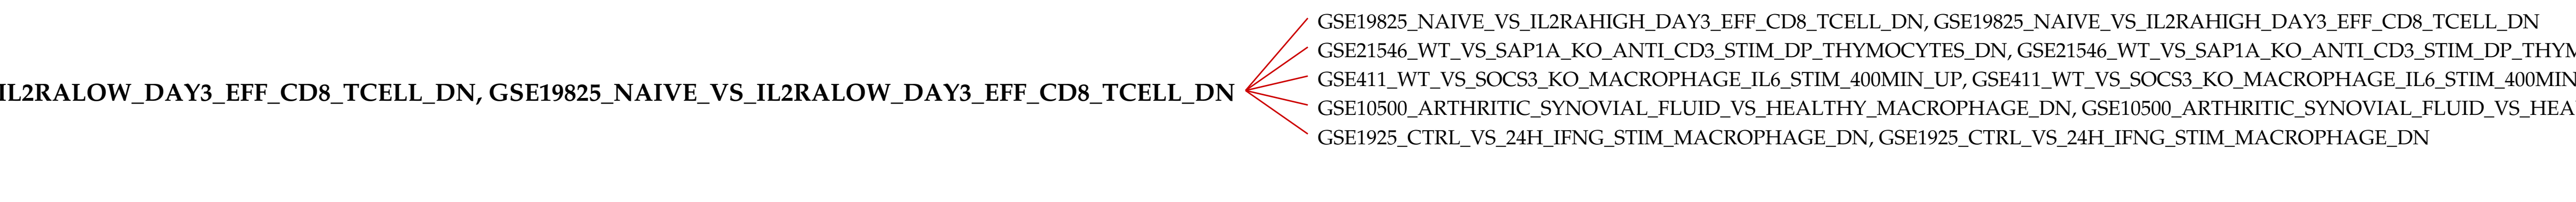 GSE19825_NAIVE_VS_IL2RAHIGH_DAY3_EFF_CD8_TCELL_DN, GSE19825_NAIVE_VS_IL2RAHIGH_DAY3_EFF_CD8_TCELL_DN
GSE21546_WT_VS_SAP1A_KO_ANTI_CD3_STIM_DP_THYMOCYTES_DN, GSE21546_WT_VS_SAP1A_KO_ANTI_CD3_STIM_DP_THYM
GSE411_WT_VS_SOCS3_KO_MACROPHAGE_IL6_STIM_400MIN_UP, GSE411_WT_VS_SOCS3_KO_MACROPHAGE_IL6_STIM_400MIN
IL2RALOW_DAY3_EFF_CD8_TCELL_DN, GSE19825_NAIVE_VS_IL2RALOW_DAY3_EFF_CD8_TCELL_DN
GSE10500_ARTHRITIC_SYNOVIAL_FLUID_VS_HEALTHY_MACROPHAGE_DN, GSE10500_ARTHRITIC_SYNOVIAL_FLUID_VS_HEA
GSE1925_CTRL_VS_24H_IFNG_STIM_MACROPHAGE_DN, GSE1925_CTRL_VS_24H_IFNG_STIM_MACROPHAGE_DN